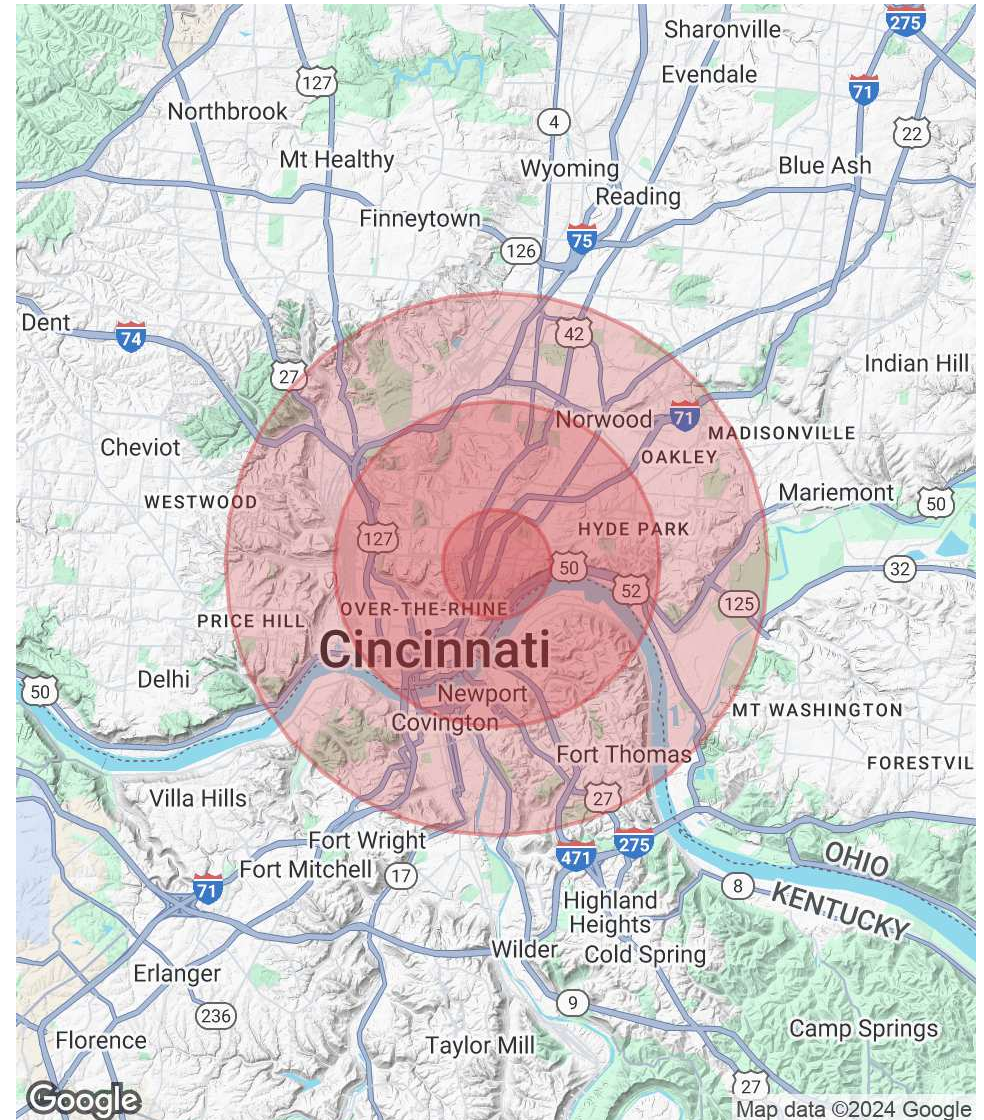 Sharonville
275
Evendale
127
71
Northbrook
4
22
Mt Healthy
Wyoming
Blue Ash
Reading
Finneytown
75
126
Dent
74
42
Indian Hill
27
Norwood
71
MADISONVILLE
Cheviot
OAKLEY
WESTWOOD
Mariemont
50
HYDE PARK
127
50
32
52
125
OVER-THE-RHINE
PRICE HILL
Cincinnati
Delhi
50
Newport
MT WASHINGTON
Covington
Fort Thomas
FORESTVIL
Villa Hills
27
Fort Wright
275
471
OHIO
Fort Mitchell
17
71
8
KENTUCKY
Highland
Heights
Wilder
Cold Spring
Erlanger
9
236
Camp Springs
Florence
Taylor Mill
27
Google
Map data ©2024 Google